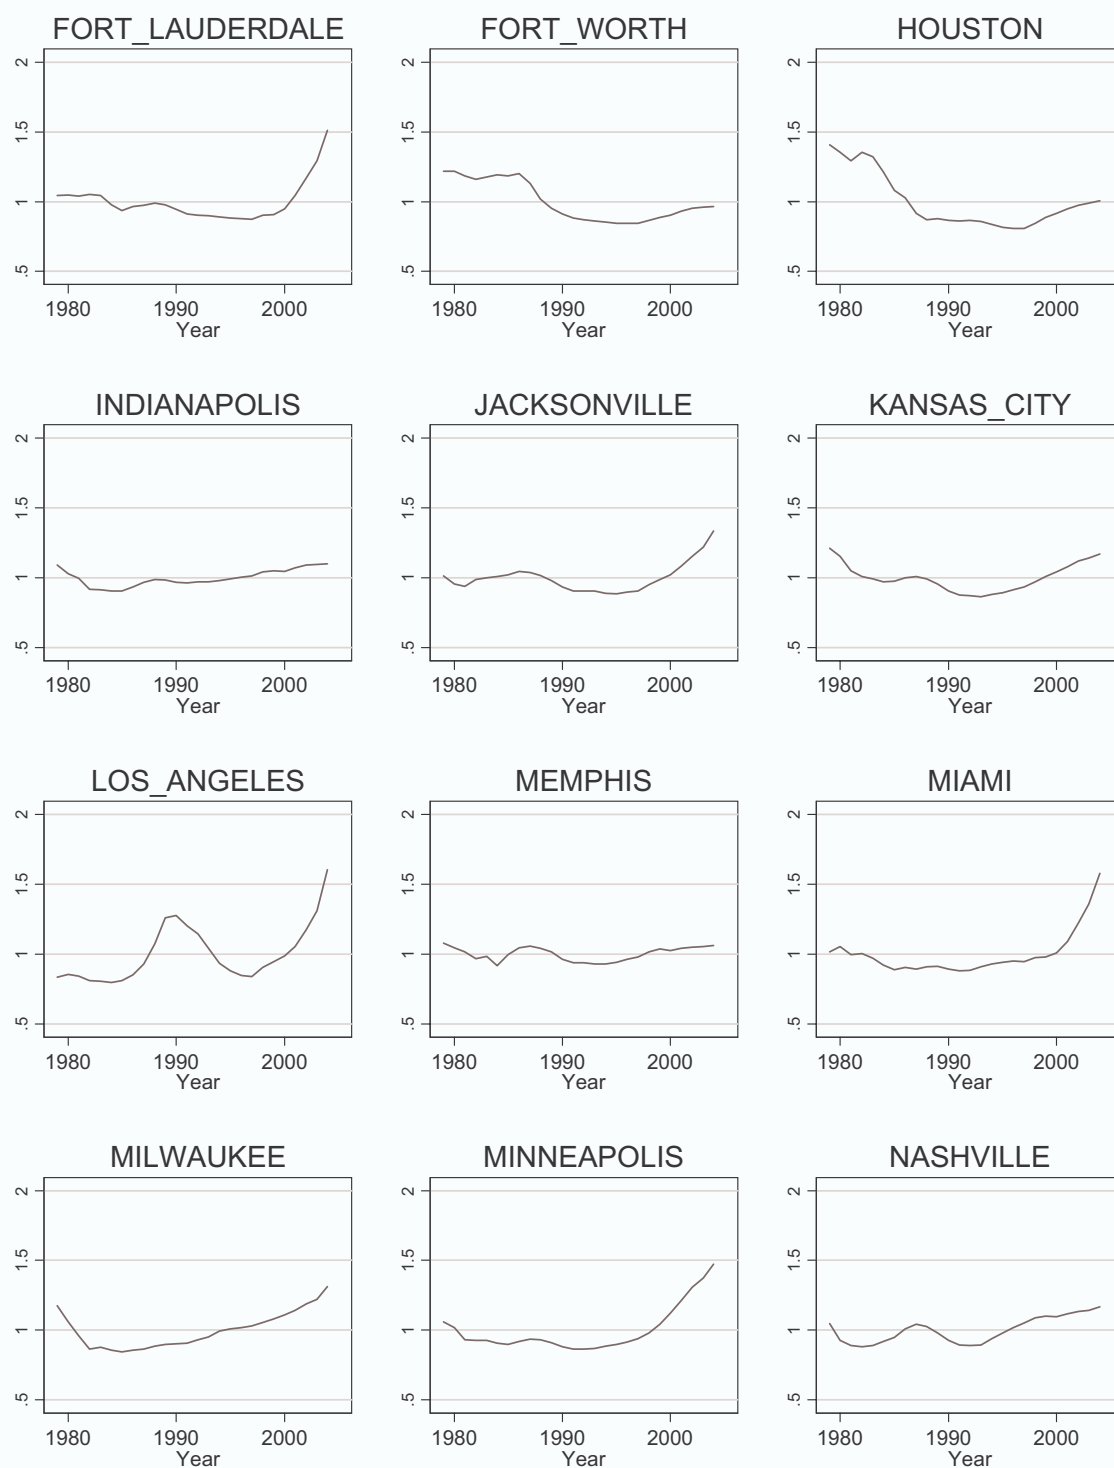 FORT_LAUDERDALE FORT_WORTH HOUSTON
2 2 2
1.5 1.5 1.5
1 1 1
.5 .5 .5
1980 1990 2000 1980 1990 2000 1980 1990 2000
Year Year Year
INDIANAPOLIS JACKSONVILLE KANSAS_CITY
2 2 2
1.5 1.5 1.5
1 1 1
.5 .5 .5
1980 1990 2000 1980 1990 2000 1980 1990 2000
Year Year Year
LOS_ANGELES MEMPHIS MIAMI
2 2 2
1.5 1.5 1.5
1 1 1
.5 .5 .5
1980 1990 2000 1980 1990 2000 1980 1990 2000
Year Year Year
MILWAUKEE MINNEAPOLIS NASHVILLE
2 2 2
1.5 1.5 1.5
1 1 1
.5 .5 .5
1980 1990 2000 1980 1990 2000 1980 1990 2000
Year Year Year